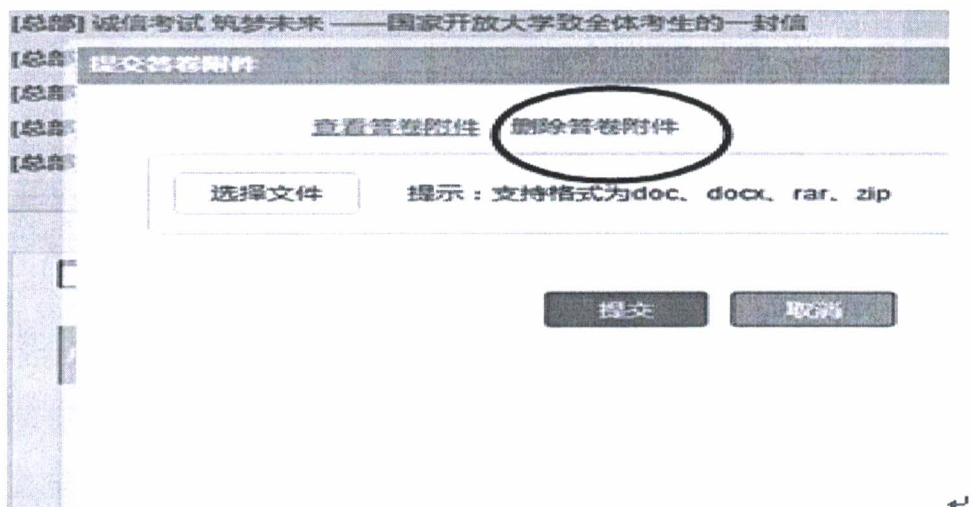 [总部] 诚信考试 筑梦未来 ——国家开放大学致全体考生的一封信
[总部
提交答卷附件
[总部
[总部
查看答卷附件 删除答卷附件
[总部
选择文件 提示：支持格式为doc、docx、rar、zip
提交 取消